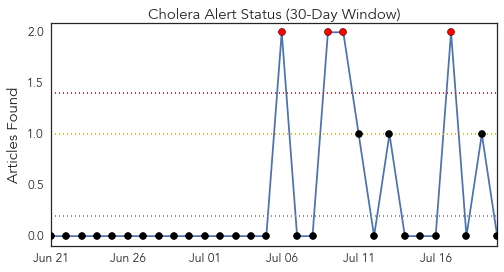 Cholera Alert Status (30-Day Window)
Articles Found
2.0
1.5
1.0
0.5
0.0
Jun 21
Jun 26
Jul 01
Jul 06
Jul 11
Jul 16